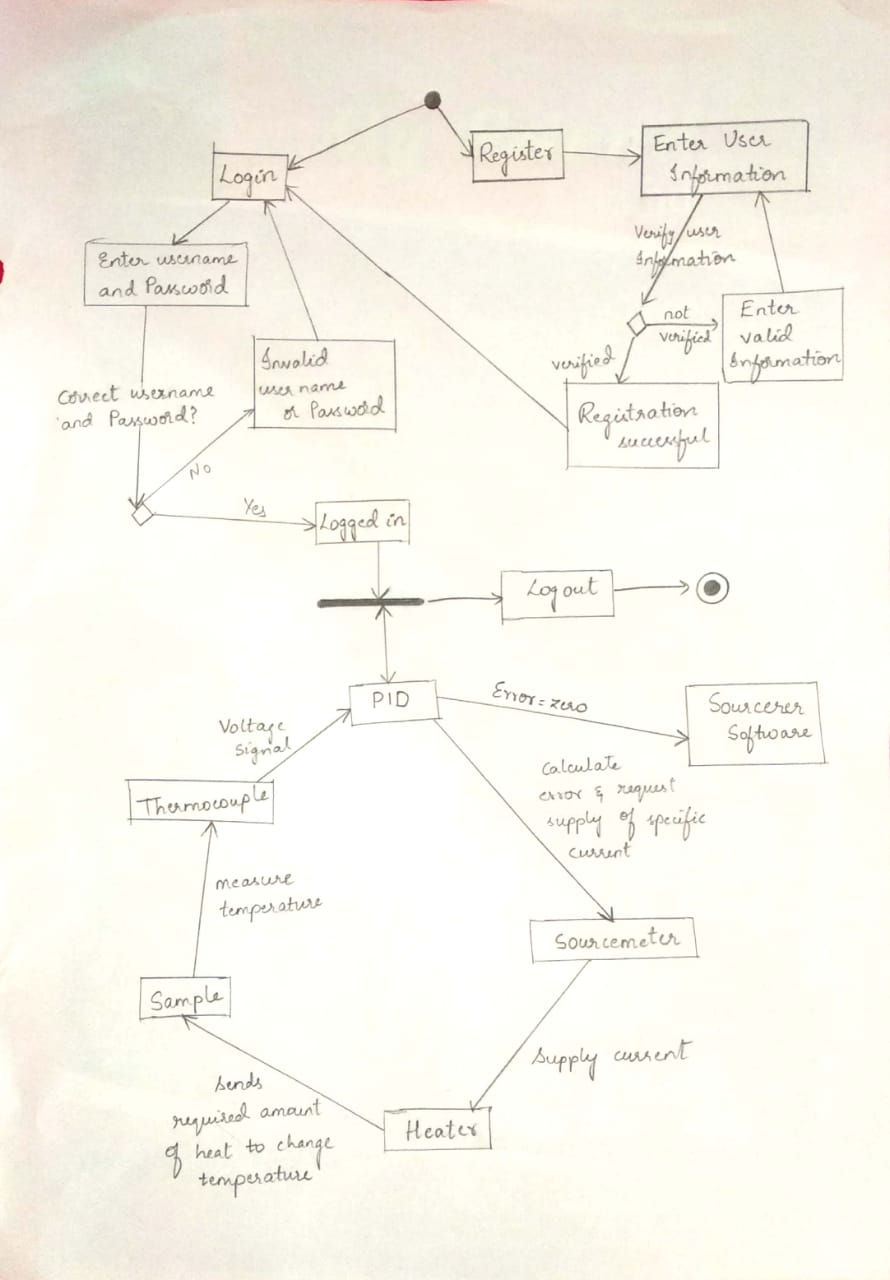 Login
Register
Enter User
Information
Enter username
and Password
Verify user
Information
not
verified
Enter
valid
Information
verified
Invalid
user name
or Password
Registration
successful
Correct username
and Password?
No
Yes
Logged in
Logout
PID
Error = zero
Sourcerer
Software
Voltage
signal
Thermocouple
Calculate
error & request
supply of specific
current
measure
temperature
Sourcemeter
Sample
Supply current
Sends
required amount
of heat to change
temperature
Heater